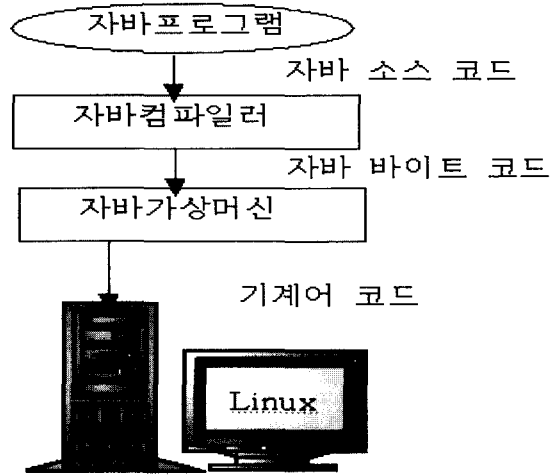 자바프로그램
자바 소스 코드
자바컴파일러
자바 바이트 코드
자바가상머신
기계어 코드
Linux